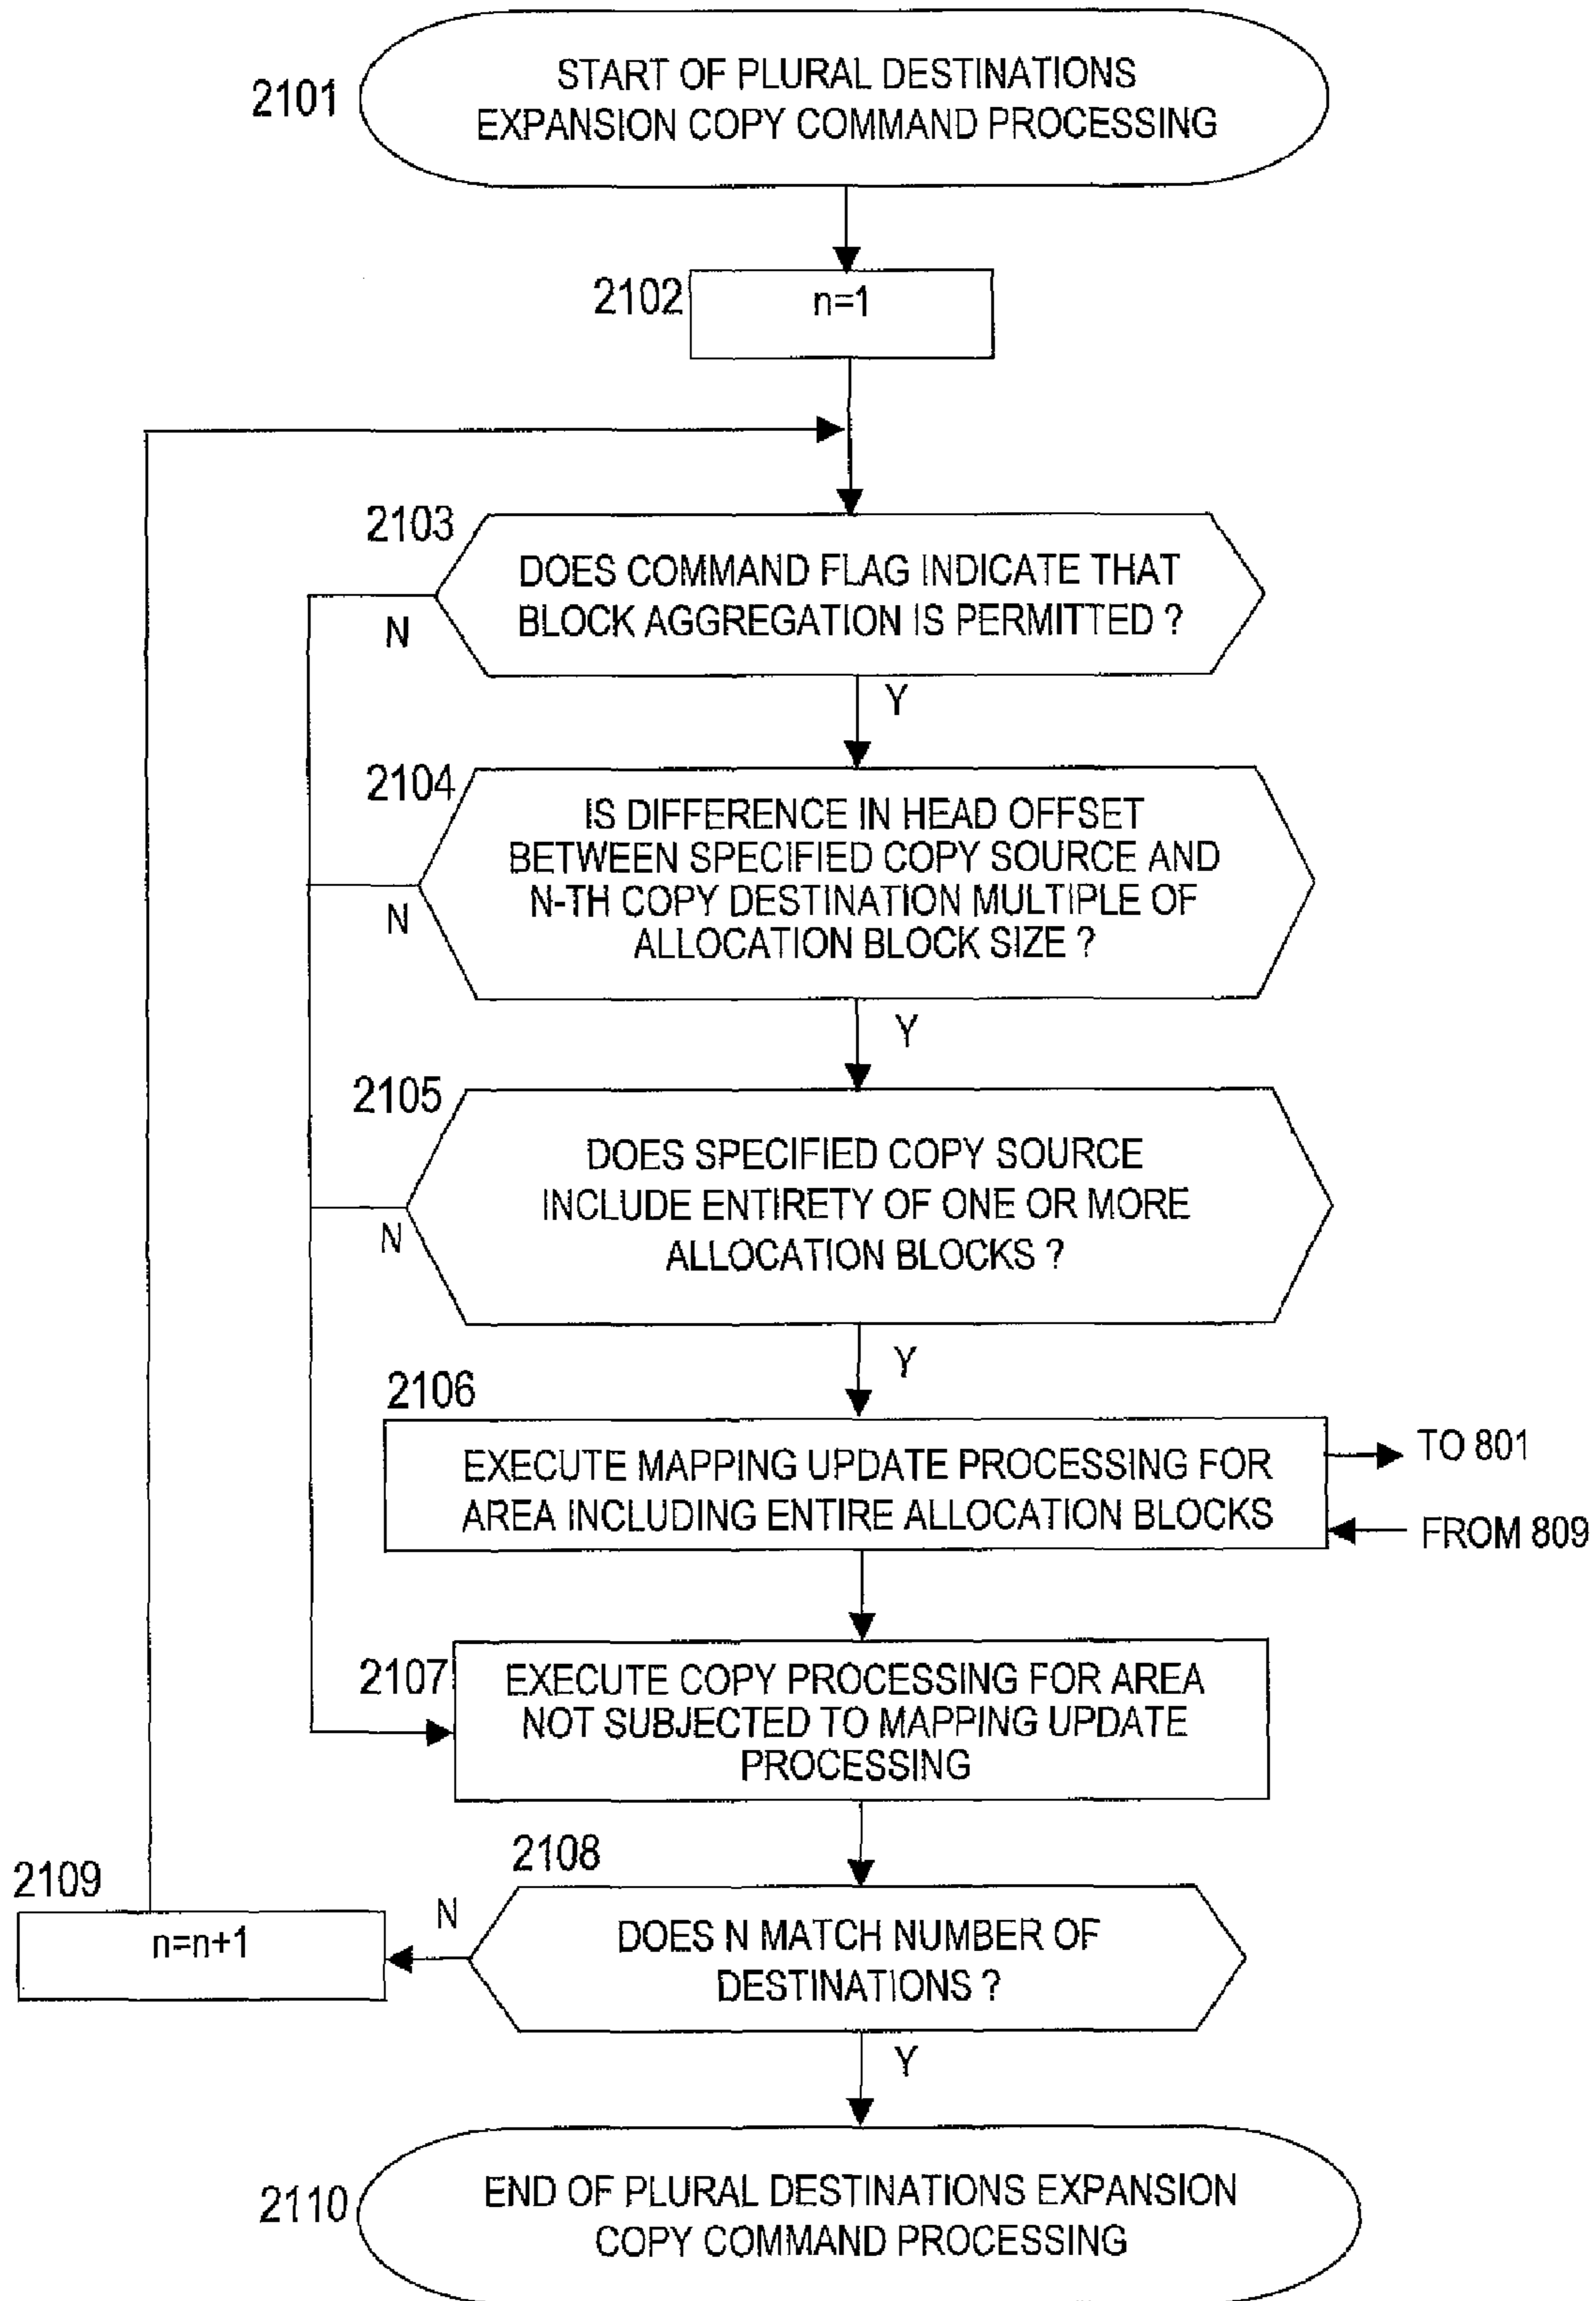 2101
START OF PLURAL DESTINATIONS
EXPANSION COPY COMMAND PROCESSING
2102
n=1
2103
DOES COMMAND FLAG INDICATE THAT
BLOCK AGGREGATION IS PERMITTED ?
N
Y
2104
IS DIFFERENCE IN HEAD OFFSET
BETWEEN SPECIFIED COPY SOURCE AND
N-TH COPY DESTINATION MULTIPLE OF
ALLOCATION BLOCK SIZE ?
N
Y
2105
DOES SPECIFIED COPY SOURCE
INCLUDE ENTIRETY OF ONE OR MORE
ALLOCATION BLOCKS ?
N
Y
2106
EXECUTE MAPPING UPDATE PROCESSING FOR
AREA INCLUDING ENTIRE ALLOCATION BLOCKS
TO 801
FROM 809
2107
EXECUTE COPY PROCESSING FOR AREA
NOT SUBJECTED TO MAPPING UPDATE
PROCESSING
2108
DOES N MATCH NUMBER OF
DESTINATIONS ?
N
2109
n=n+1
Y
2110
END OF PLURAL DESTINATIONS EXPANSION
COPY COMMAND PROCESSING